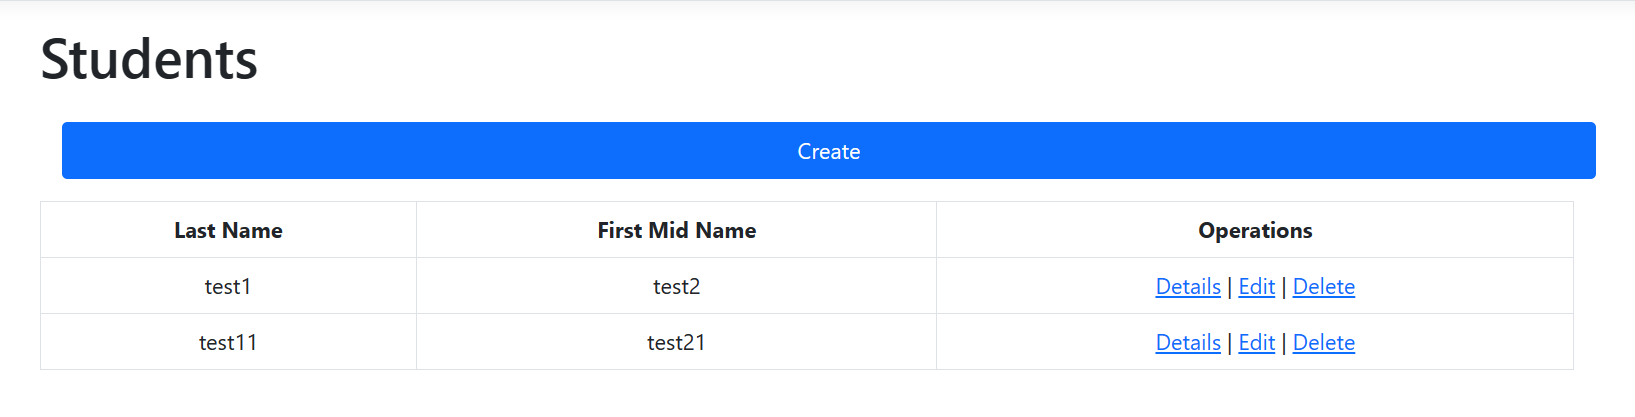 Students
Create
Last Name First Mid Name Operations
test1 test2 Details | Edit | Delete
test11 test21 Details | Edit | Delete